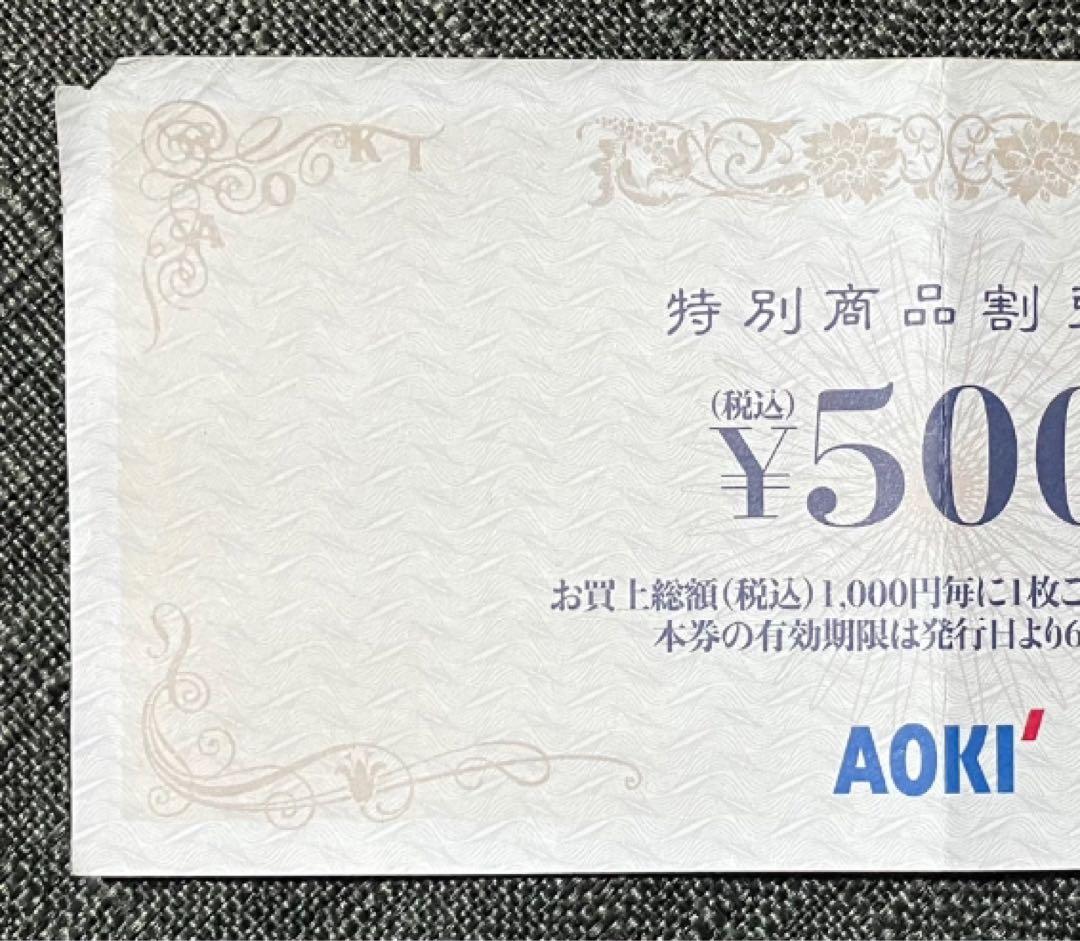 AOKI
特別商品割
(税込)
¥500
お買上総額(税込)1,000円毎に1枚ご
本券の有効期限は発行日より6
AOKI